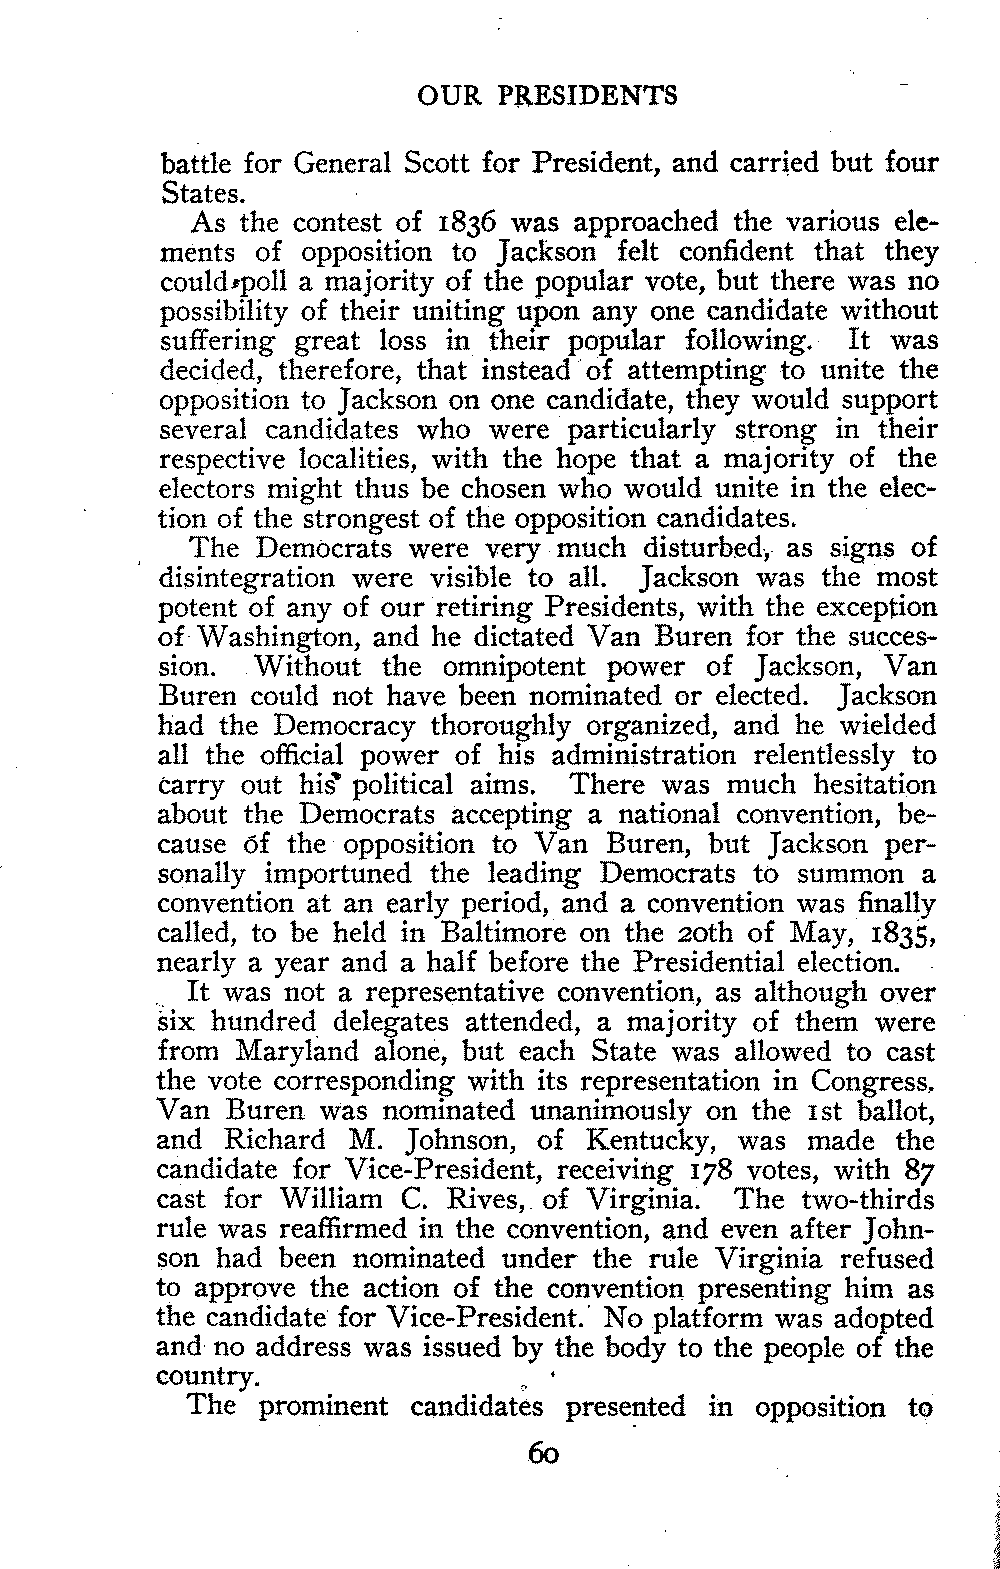 OUR PRESIDENTS
battle for General Scott for President, and carried but four
States.
As the contest of 1836 was approached the various ele-
ments of opposition to Jackson felt confident that they
could poll a majority of the popular vote, but there was no
possibility of their uniting upon any one candidate without
suffering great loss in their popular following. It was
decided, therefore, that instead of attempting to unite the
opposition to Jackson on one candidate, they would support
several candidates who were particularly strong in their
respective localities, with the hope that a majority of the
electors might thus be chosen who would unite in the elec-
tion of the strongest of the opposition candidates.
The Democrats were very much disturbed, as signs of
disintegration were visible to all. Jackson was the most
potent of any of our retiring Presidents, with the exception
of Washington, and he dictated Van Buren for the succes-
sion. Without the omnipotent power of Jackson, Van
Buren could not have been nominated or elected. Jackson
had the Democracy thoroughly organized, and he wielded
all the official power of his administration relentlessly to
carry out his political aims. There was much hesitation
about the Democrats accepting a national convention, be-
cause of the opposition to Van Buren, but Jackson per-
sonally importuned the leading Democrats to summon a
convention at an early period, and a convention was finally
called, to be held in Baltimore on the 20th of May, 1835,
nearly a year and a half before the Presidential election.
It was not a representative convention, as although over
six hundred delegates attended, a majority of them were
from Maryland alone, but each State was allowed to cast
the vote corresponding with its representation in Congress.
Van Buren was nominated unanimously on the 1st ballot,
and Richard M. Johnson, of Kentucky, was made the
candidate for Vice-President, receiving 178 votes, with 87
cast for William C. Rives, of Virginia. The two-thirds
rule was reaffirmed in the convention, and even after John-
son had been nominated under the rule Virginia refused
to approve the action of the convention presenting him as
the candidate for Vice-President. No platform was adopted
and no address was issued by the body to the people of the
country.
The prominent candidates presented in opposition to
60